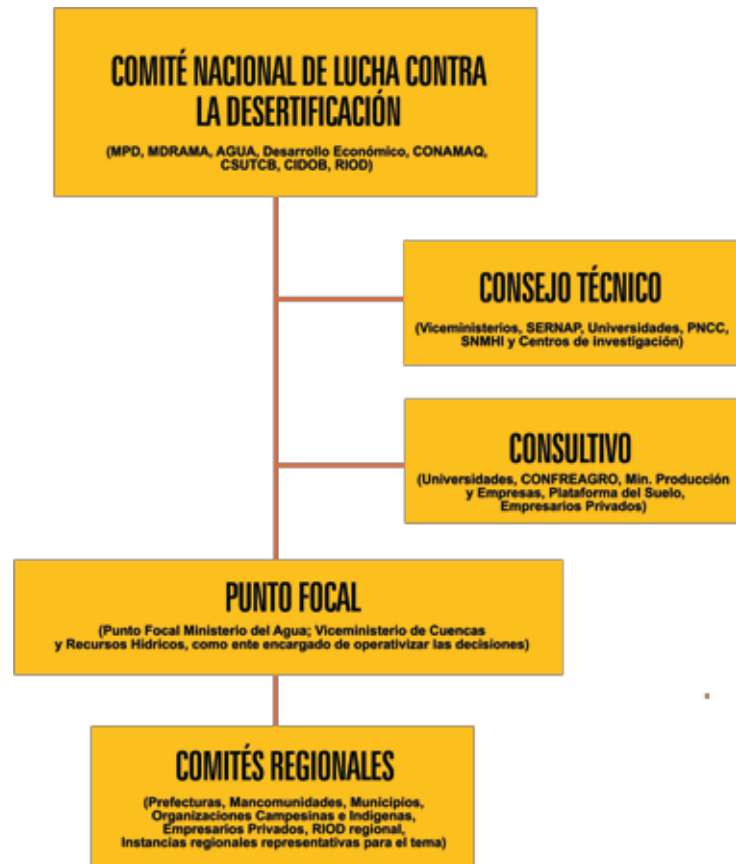 COMITÉ NACIONAL DE LUCHA CONTRA
LA DESERTIFICACIÓN
(MPD, MDRAMA, AGUA, Desarrollo Económico, CONAMAQ,
CSUTCB, CIDOB, RIOD)
CONSEJO TÉCNICO
(Viceministerios, SERNAP, Universidades, PNCC,
SNMHI y Centros de investigación)
CONSULTIVO
(Universidades, CONFREAGRO, Min. Producción
y Empresas, Plataforma del Suelo,
Empresarios Privados)
PUNTO FOCAL
(Punto Focal Ministerio del Agua; Viceministerio de Cuencas
y Recursos Hídricos, como ente encargado de operativizar las decisiones)
COMITÉS REGIONALES
(Prefecturas, Mancomunidades, Municipios,
Organizaciones Campesinas e Indígenas,
Empresarios Privados, RIOD regional,
Instancias regionales representativas para el tema)